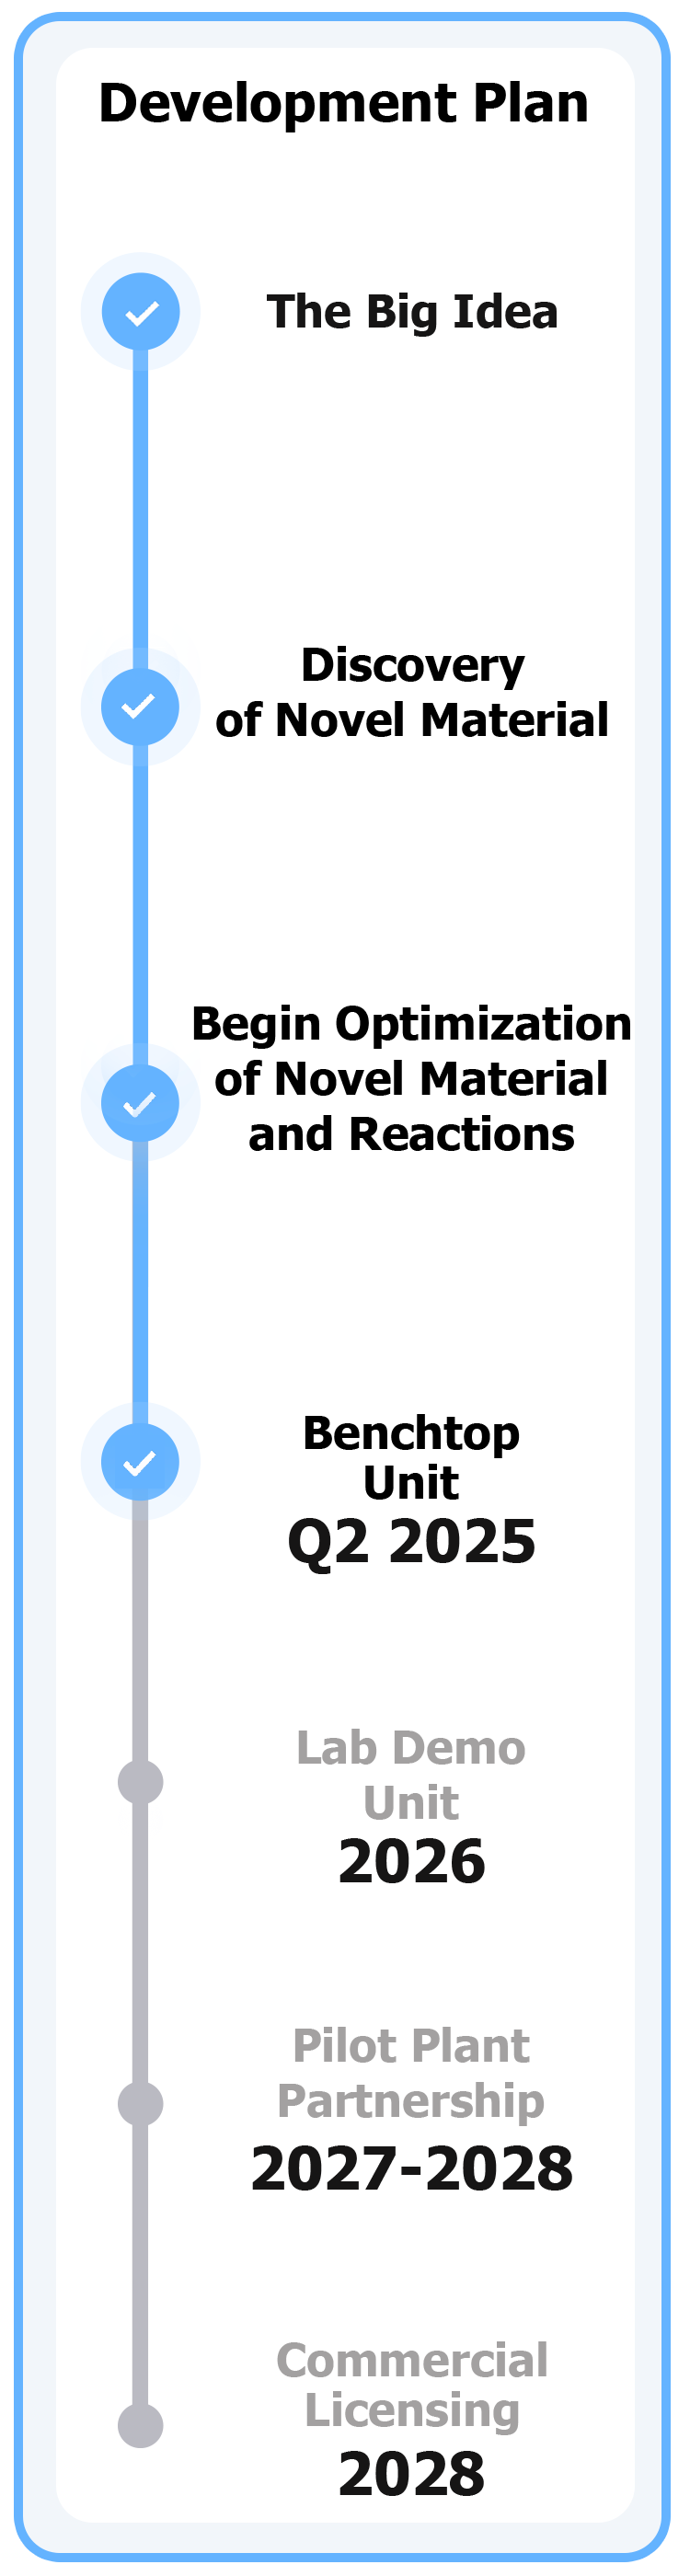 Development Plan
The Big Idea
Discovery
of Novel Material
Begin Optimization
of Novel Material
and Reactions
Benchtop
Unit
Q2 2025
Lab Demo
Unit
2026
Pilot Plant
Partnership
2027-2028
Commercial
Licensing
2028